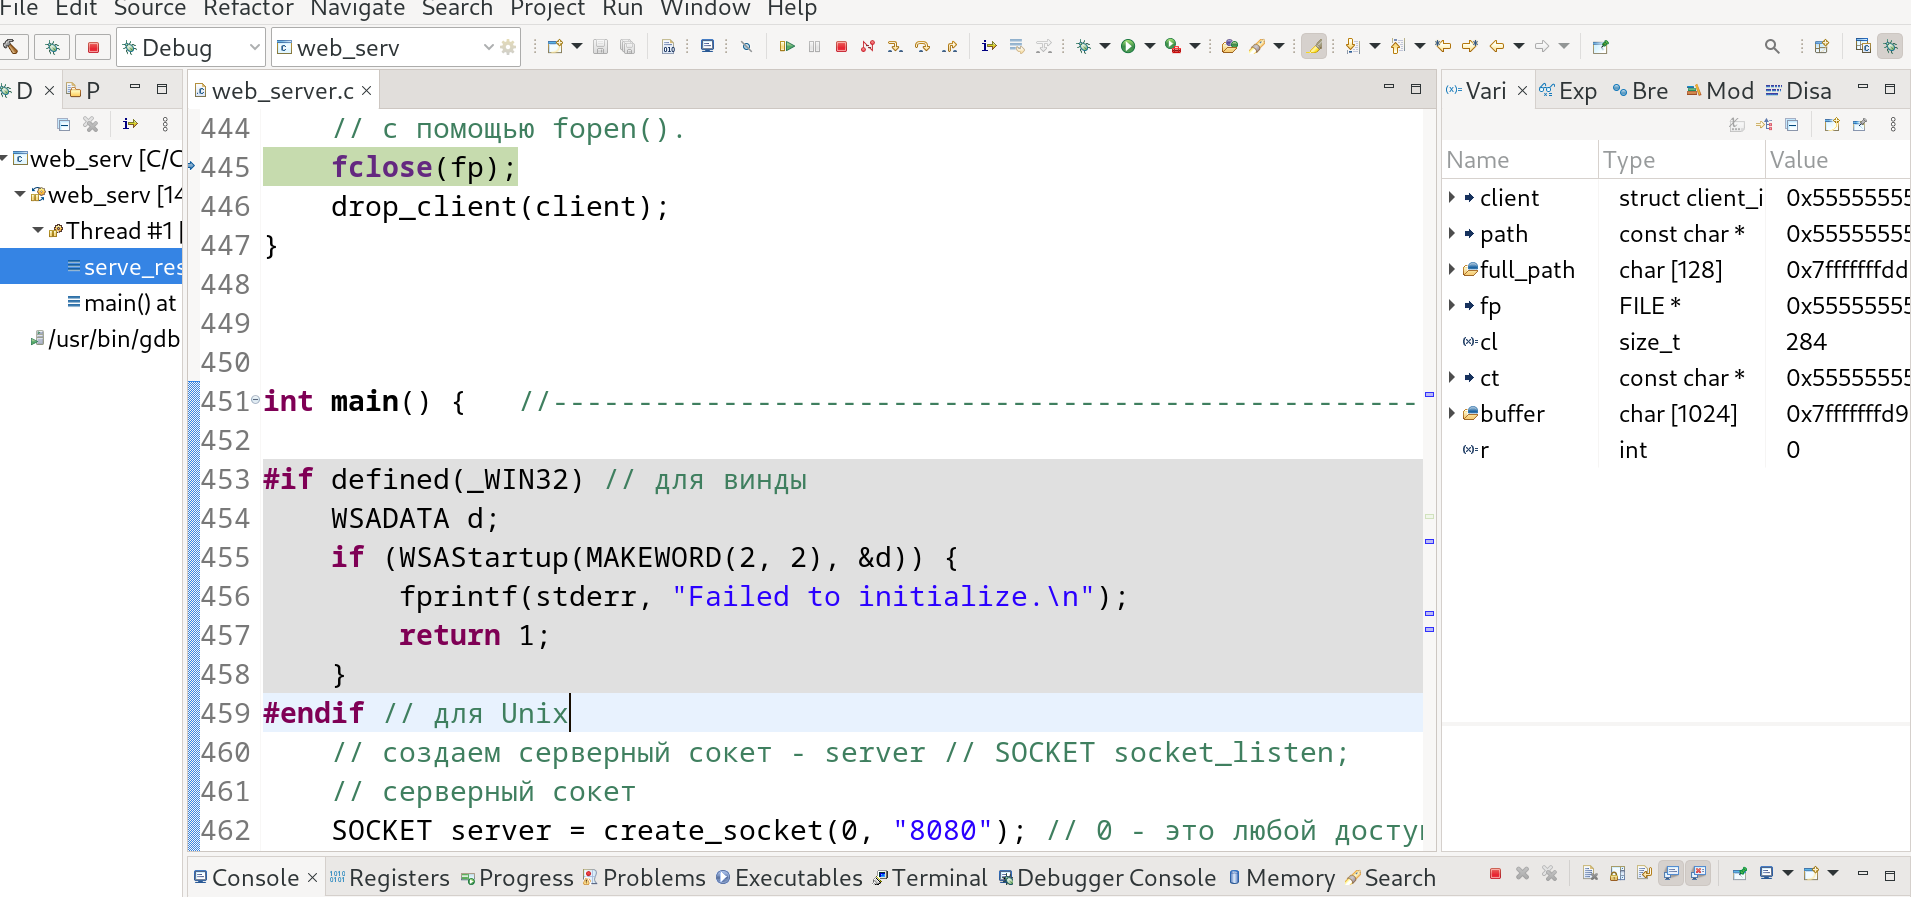 File Edit Source Refactor Navigate Search Project Run Window Help
Debug web_serv
D P
web_serv [C/C
web_serv [14
Thread #1 [
serve_res
main() at
/usr/bin/gdb
web_server.c
444 // с помощью fopen().
445 fclose(fp);
446 drop_client(client);
447 }
448
449
450
451 int main() { //---------------------------------------------------
452
453 #if defined(_WIN32) // для винды
454 WSADATA d;
455 if (WSAStartup(MAKEWORD(2, 2), &d)) {
456 fprintf(stderr, "Failed to initialize.\n");
457 return 1;
458 }
459 #endif // для Unix
460 // создаем серверный сокет - server // SOCKET socket_listen;
461 // серверный сокет
462 SOCKET server = create_socket(0, "8080"); // 0 - это любой досту
Vari Exp Bre Mod Disa
Name Type Value
client struct client_i 0x55555555
path const char * 0x55555555
full_path char [128] 0x7fffffffdd
fp FILE * 0x55555555
cl size_t 284
ct const char * 0x55555555
buffer char [1024] 0x7fffffffd9
r int 0
Console Registers Progress Problems Executables Terminal Debugger Console Memory Search